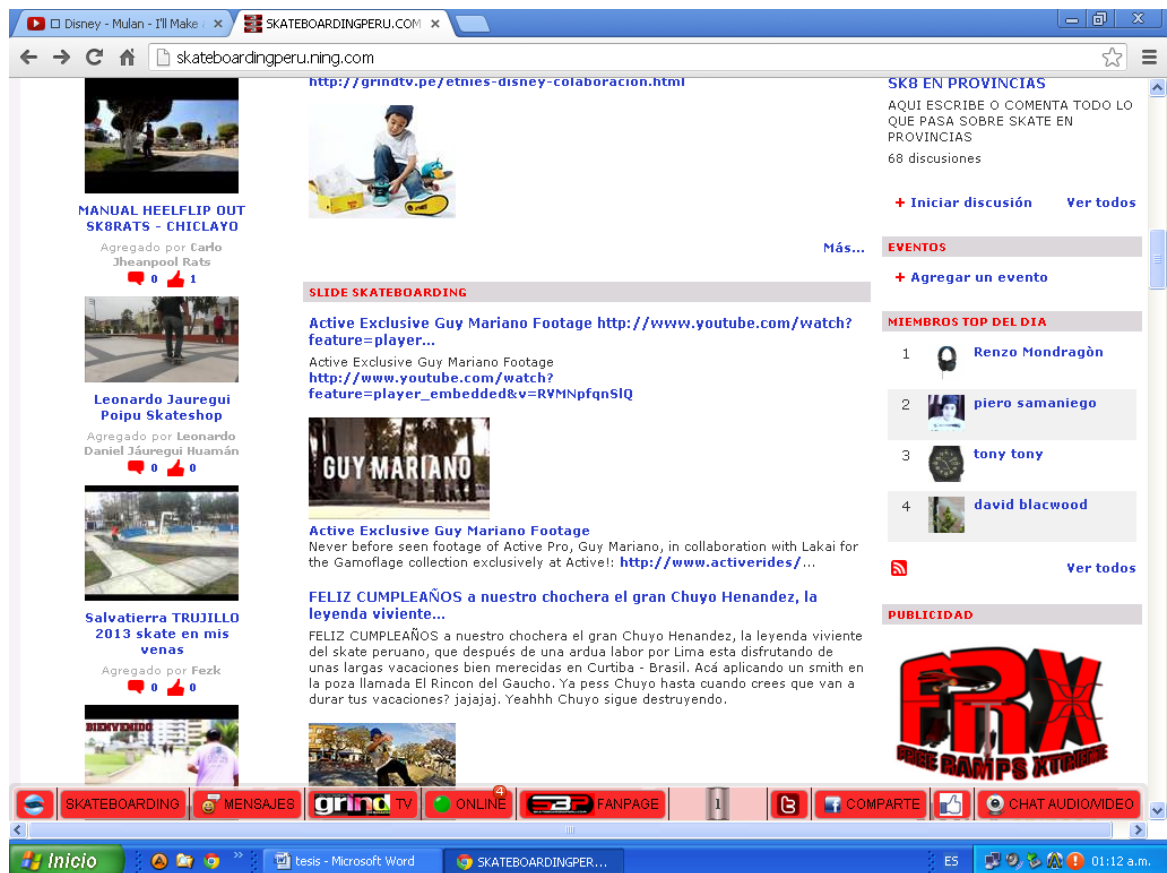 Disney - Mulan - I'll Make
SKATEBOARDINGPERU.COM
skateboardingperu.ning.com
MANUAL HEELFLIP OUT
SK8RATS - CHICLAYO
Agregado por Carlo
Jheanpool Rats
0 1
Leonardo Jauregui
Poipu Skateshop
Agregado por Leonardo
Daniel Jáuregui Huamán
0 0
Salvatierra TRUJILLO
2013 skate en mis
venas
Agregado por Fezk
0 0
BIENVENIDO
http://grindtv.pe/etnies-disney-colaboracion.html
Más...
SLIDE SKATEBOARDING
Active Exclusive Guy Mariano Footage http://www.youtube.com/watch?
feature=player...
Active Exclusive Guy Mariano Footage
http://www.youtube.com/watch?
feature=player_embedded&v=RVMNpfqnSlQ
GUY MARIANO
Active Exclusive Guy Mariano Footage
Never before seen footage of Active Pro, Guy Mariano, in collaboration with Lakai for
the Gamoflage collection exclusively at Active!: http://www.activerides/...
FELIZ CUMPLEAÑOS a nuestro chochera el gran Chuyo Henandez, la
leyenda viviente...
FELIZ CUMPLEAÑOS a nuestro chochera el gran Chuyo Henandez, la leyenda viviente
del skate peruano, que después de una ardua labor por Lima esta disfrutando de
unas largas vacaciones bien merecidas en Curtiba - Brasil. Acá aplicando un smith en
la poza llamada El Rincon del Gaucho. Ya pess Chuyo hasta cuando crees que van a
durar tus vacaciones? jajajaj. Yeahhh Chuyo sigue destruyendo.
SK8 EN PROVINCIAS
AQUI ESCRIBE O COMENTA TODO LO
QUE PASA SOBRE SKATE EN
PROVINCIAS
68 discusiones
+ Iniciar discusión Ver todos
EVENTOS
+ Agregar un evento
MIEMBROS TOP DEL DIA
1 Renzo Mondragòn
2 piero samaniego
3 tony tony
4 david blacwood
Ver todos
PUBLICIDAD
FRX
FREE RAMPS XTREME
SKATEBOARDING MENSAJES grind TV ONLINE 4 FANPAGE 1 COMPARTE CHAT AUDIO/VIDEO
Inicio tesis - Microsoft Word SKATEBOARDINGPER... ES 01:12 a.m.